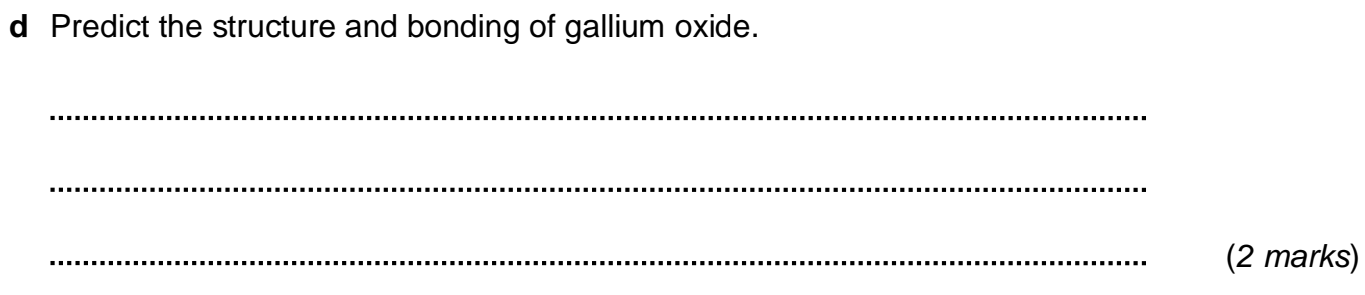 d Predict the structure and bonding of gallium oxide.
....................................................................................................
....................................................................................................
.................................................................................................... (2 marks)